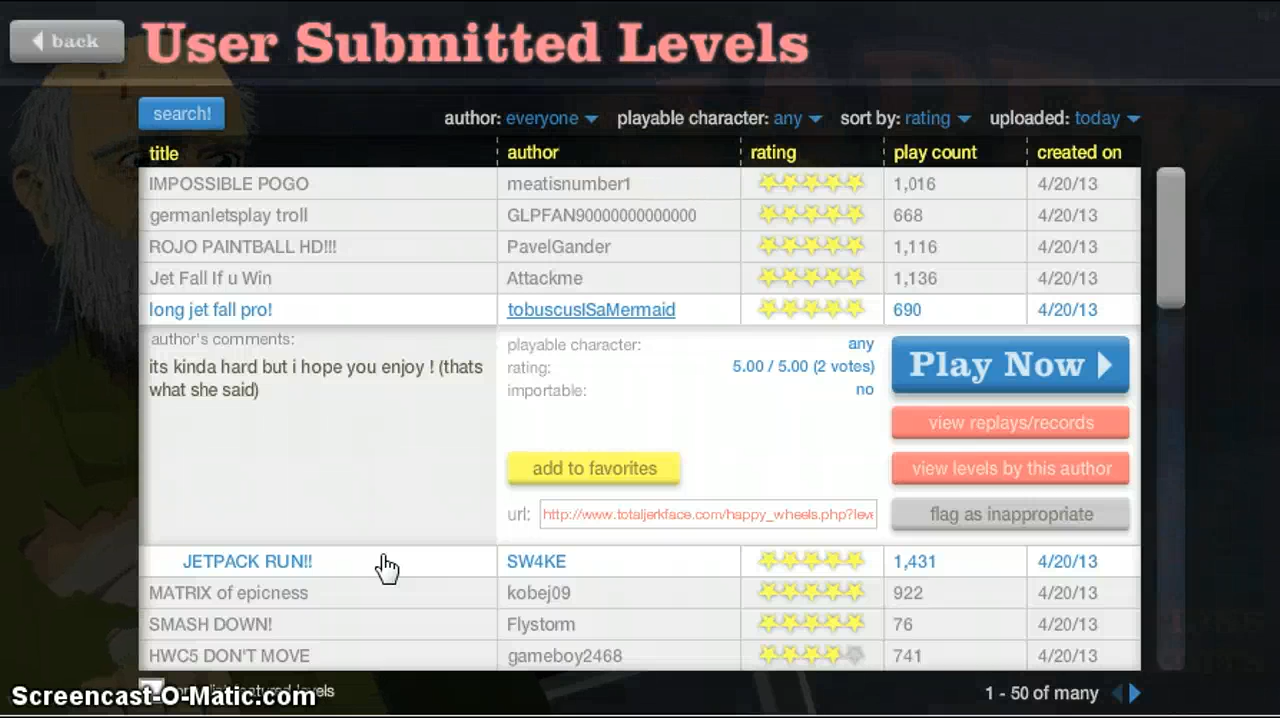 back
User Submitted Levels
search!
author: everyone playable character: any sort by: rating uploaded: today
title author rating play count created on
IMPOSSIBLE POGO meatisnumber1 1,016 4/20/13
germanletsplay troll GLPFAN90000000000000 668 4/20/13
ROJO PAINTBALL HD!!! PavelGander 1,116 4/20/13
Jet Fall If u Win Attackme 1,136 4/20/13
long jet fall pro! tobuscusISaMermaid 690 4/20/13
author's comments:
its kinda hard but i hope you enjoy ! (thats
what she said)
playable character: any
rating: 5.00 / 5.00 (2 votes)
importable: no
add to favorites
url: http://www.totaljerkface.com/happy_wheels.php?leve
Play Now
view replays/records
view levels by this author
flag as inappropriate
JETPACK RUN!! SW4KE 1,431 4/20/13
MATRIX of epicness kobej09 922 4/20/13
SMASH DOWN! Flystorm 76 4/20/13
HWC5 DON'T MOVE gameboy2468 741 4/20/13
levels
1 - 50 of many
Screencast-O-Matic.com